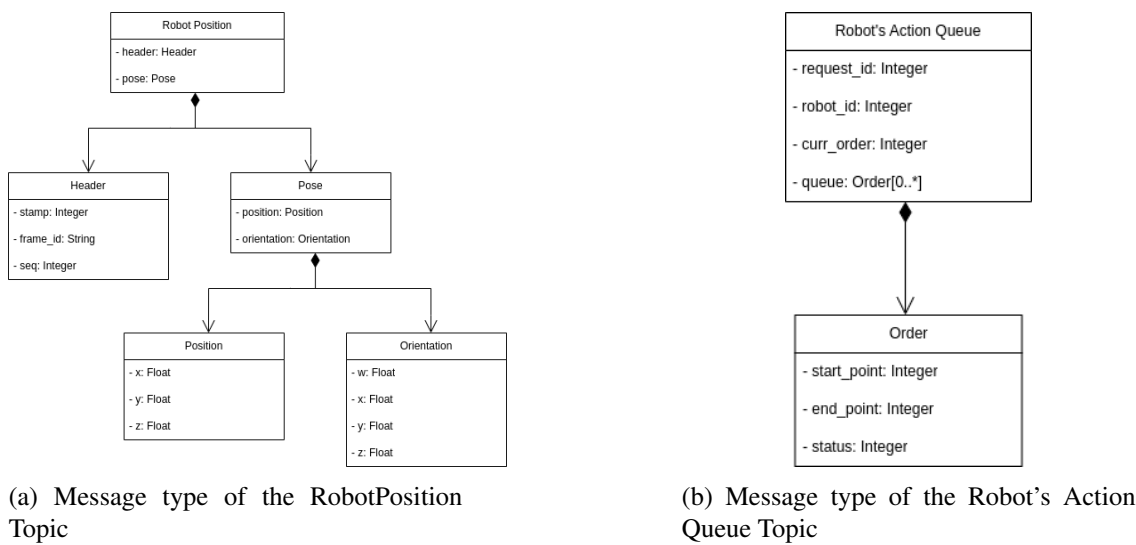 Robot Position
- header: Header
- pose: Pose
Header
- stamp: Integer
- frame_id: String
- seq: Integer
Pose
- position: Position
- orientation: Orientation
Position
- x: Float
- y: Float
- z: Float
Orientation
- w: Float
- x: Float
- y: Float
- z: Float
(a) Message type of the RobotPosition
Topic
Robot's Action Queue
- request_id: Integer
- robot_id: Integer
- curr_order: Integer
- queue: Order[0..*]
Order
- start_point: Integer
- end_point: Integer
- status: Integer
(b) Message type of the Robot’s Action
Queue Topic